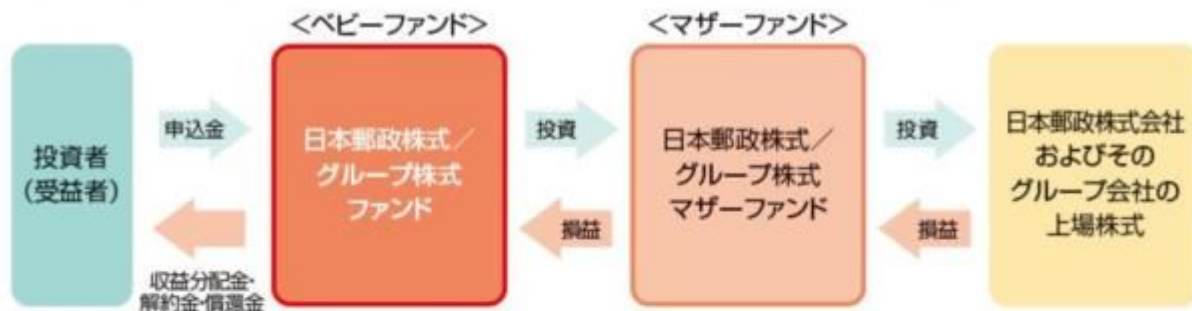 <ベビーファンド>
<マザーファンド>
投資者
(受益者)
申込金
収益分配金・
解約金・償還金
日本郵政株式／
グループ株式
ファンド
投資
損益
日本郵政株式／
グループ株式
マザーファンド
投資
損益
日本郵政株式会社
およびその
グループ会社の
上場株式